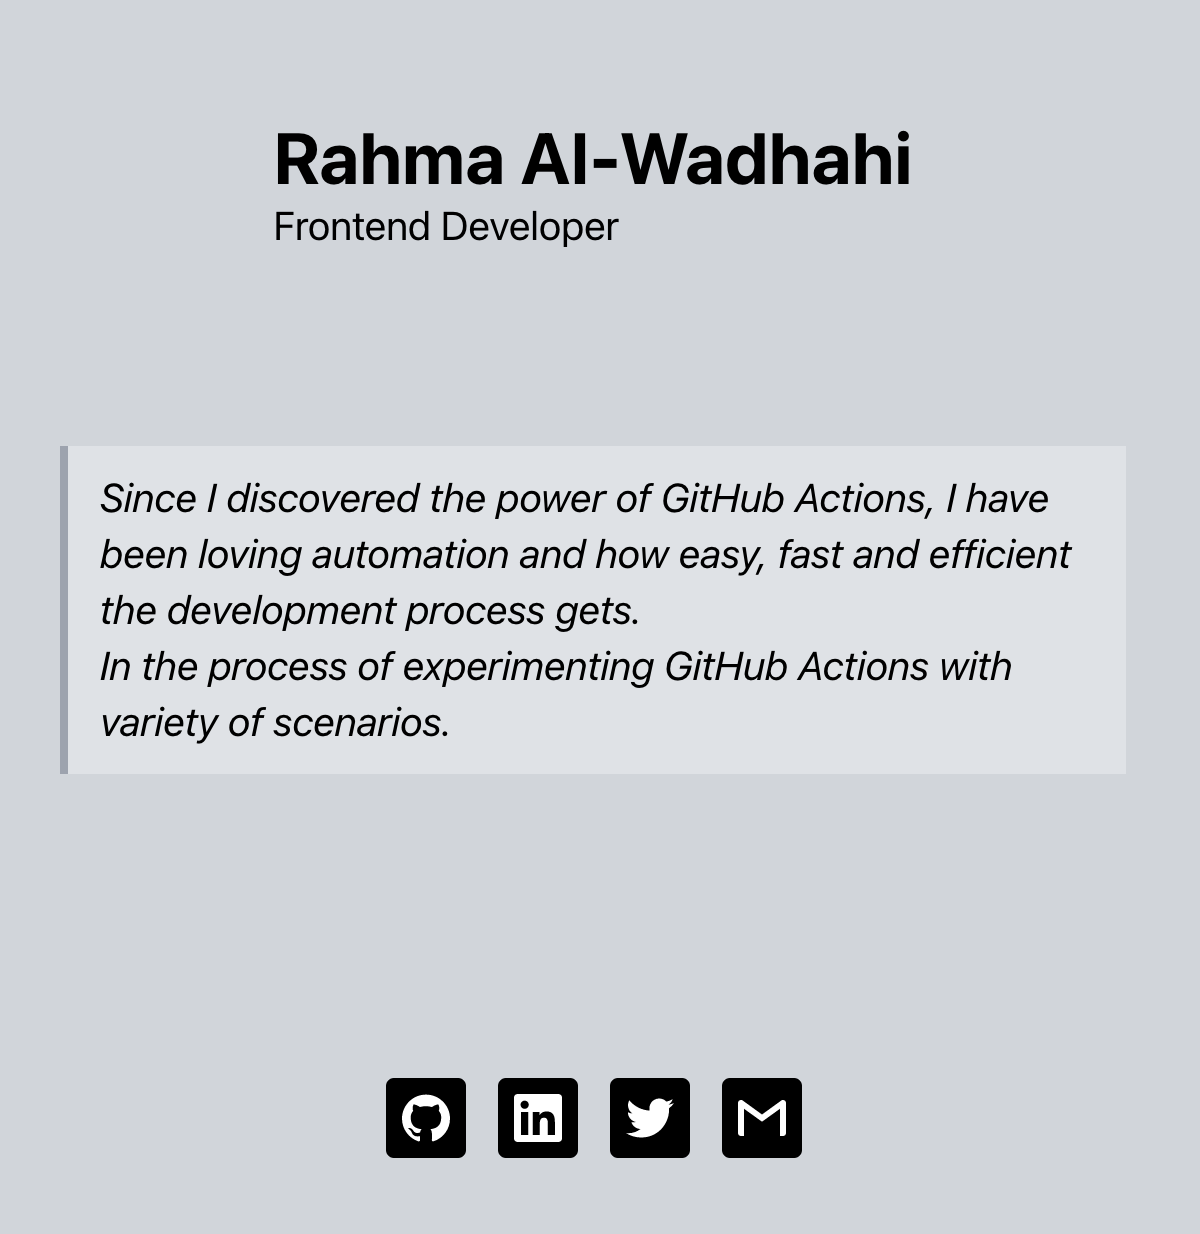 Rahma Al-Wadhahi
Frontend Developer
Since I discovered the power of GitHub Actions, I have
been loving automation and how easy, fast and efficient
the development process gets.
In the process of experimenting GitHub Actions with
variety of scenarios.
in